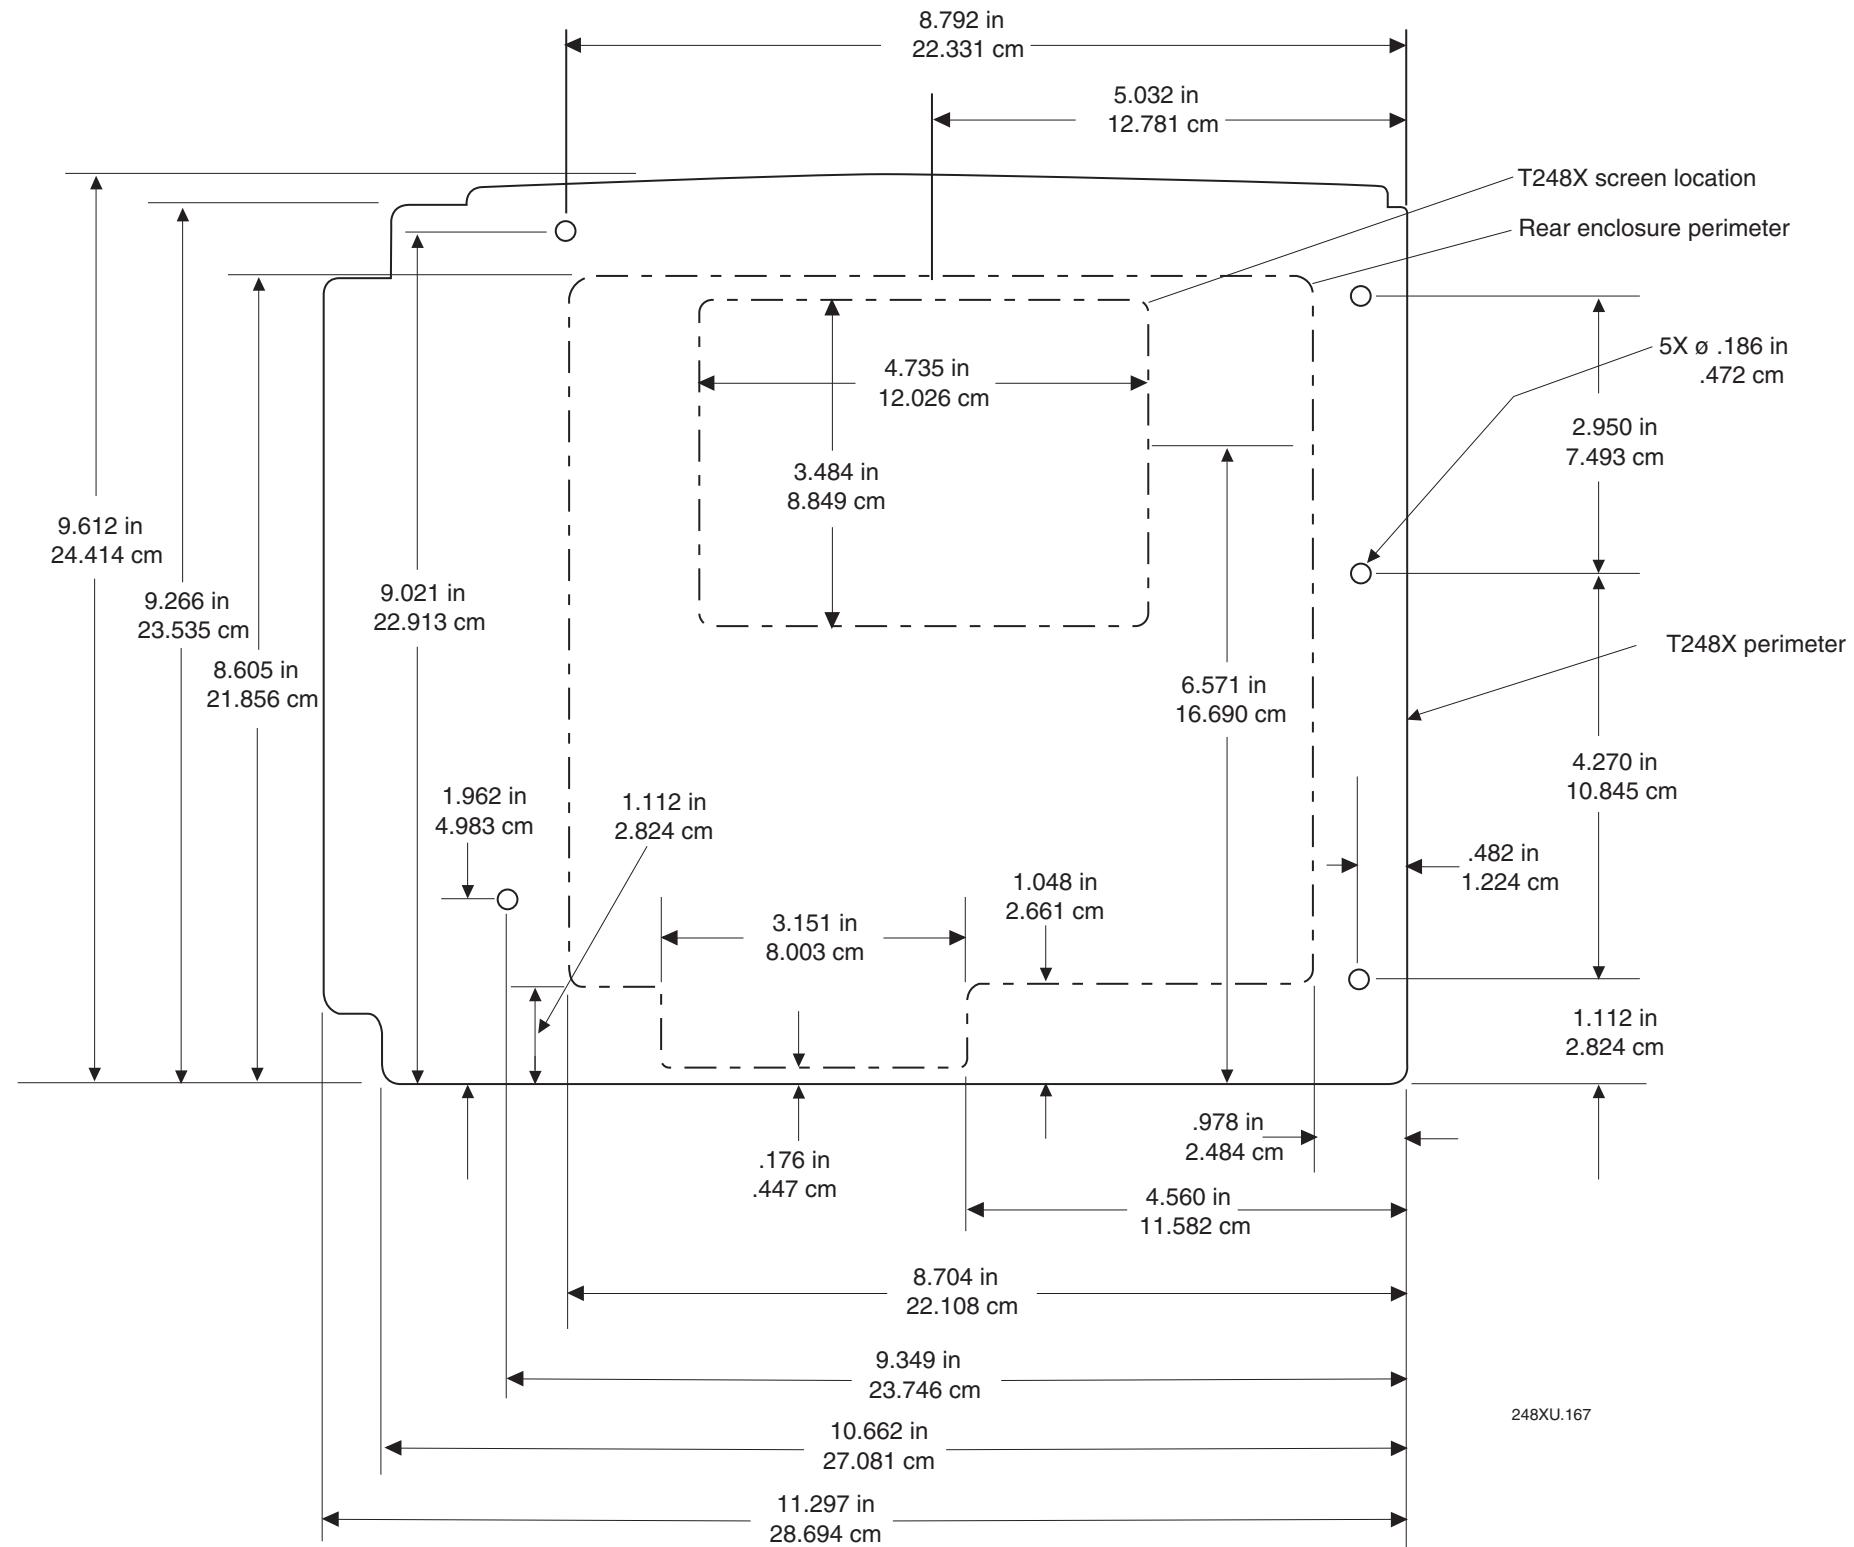 8.792 in
22.331 cm
5.032 in
12.781 cm
T248X screen location
Rear enclosure perimeter
5X ø .186 in
.472 cm
4.735 in
12.026 cm
2.950 in
7.493 cm
3.484 in
8.849 cm
9.612 in
24.414 cm
9.266 in
23.535 cm
9.021 in
22.913 cm
8.605 in
21.856 cm
T248X perimeter
6.571 in
16.690 cm
4.270 in
10.845 cm
1.962 in
4.983 cm
1.112 in
2.824 cm
.482 in
1.224 cm
1.048 in
2.661 cm
3.151 in
8.003 cm
1.112 in
2.824 cm
.978 in
2.484 cm
.176 in
.447 cm
4.560 in
11.582 cm
8.704 in
22.108 cm
9.349 in
23.746 cm
248XU.167
10.662 in
27.081 cm
11.297 in
28.694 cm